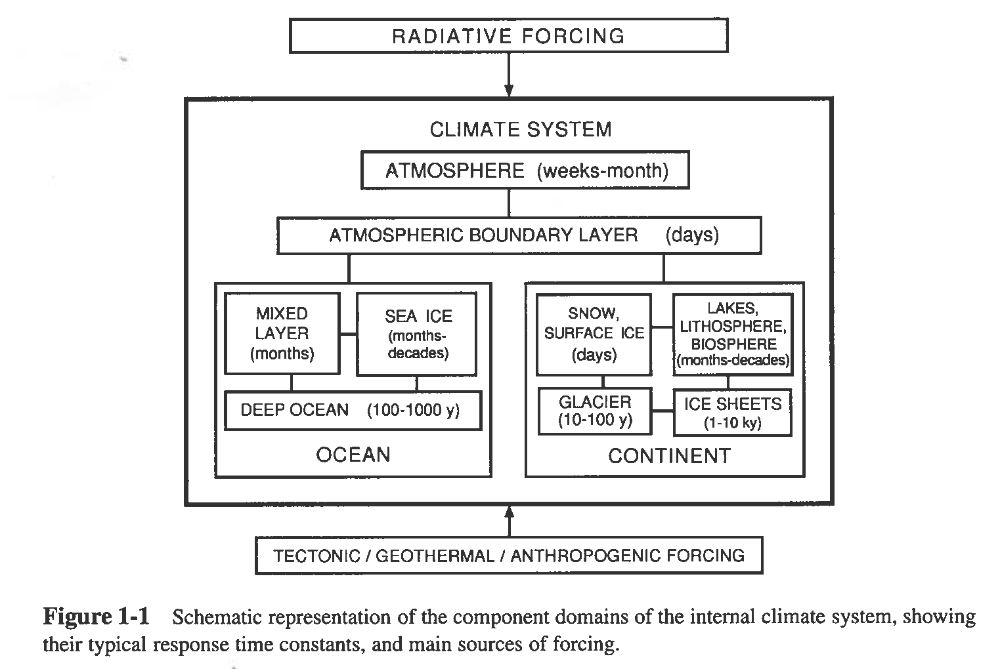 RADIATIVE FORCING
CLIMATE SYSTEM
ATMOSPHERE (weeks-month)
ATMOSPHERIC BOUNDARY LAYER (days)
MIXED
LAYER
(months)
SEA ICE
(months-
decades)
DEEP OCEAN (100-1000 y)
OCEAN
SNOW,
SURFACE ICE
(days)
LAKES,
LITHOSPHERE,
BIOSPHERE
(months-decades)
GLACIER
(10-100 y)
ICE SHEETS
(1-10 ky)
CONTINENT
TECTONIC / GEOTHERMAL / ANTHROPOGENIC FORCING
Figure 1-1 Schematic representation of the component domains of the internal climate system, showing
their typical response time constants, and main sources of forcing.